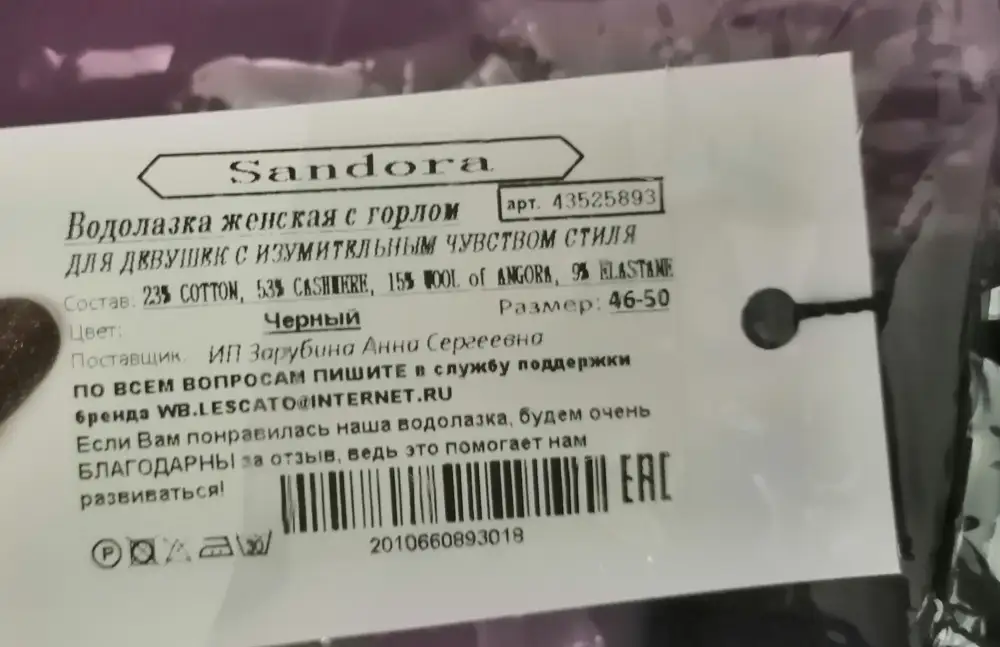 Sandora
Водолазка женская с горлом
арт. 43525893
ДЛЯ ДЕВУШЕК С ИЗУМИТЕЛЬНЫМ ЧУВСТВОМ СТИЛЯ
Состав: 23% COTTON, 53% CASHMERE, 15% WOOL of ANGORA, 9% ELASTANE
Цвет: Черный Размер: 46-50
Поставщик: ИП Зарубина Анна Сергеевна
ПО ВСЕМ ВОПРОСАМ ПИШИТЕ в службу поддержки
бренда WB.LESCATO@INTERNET.RU
Если Вам понравилась наша водолазка, будем очень
БЛАГОДАРНЫ за отзыв, ведь это помогает нам
развиваться!
EAC
P 30
2010660893018